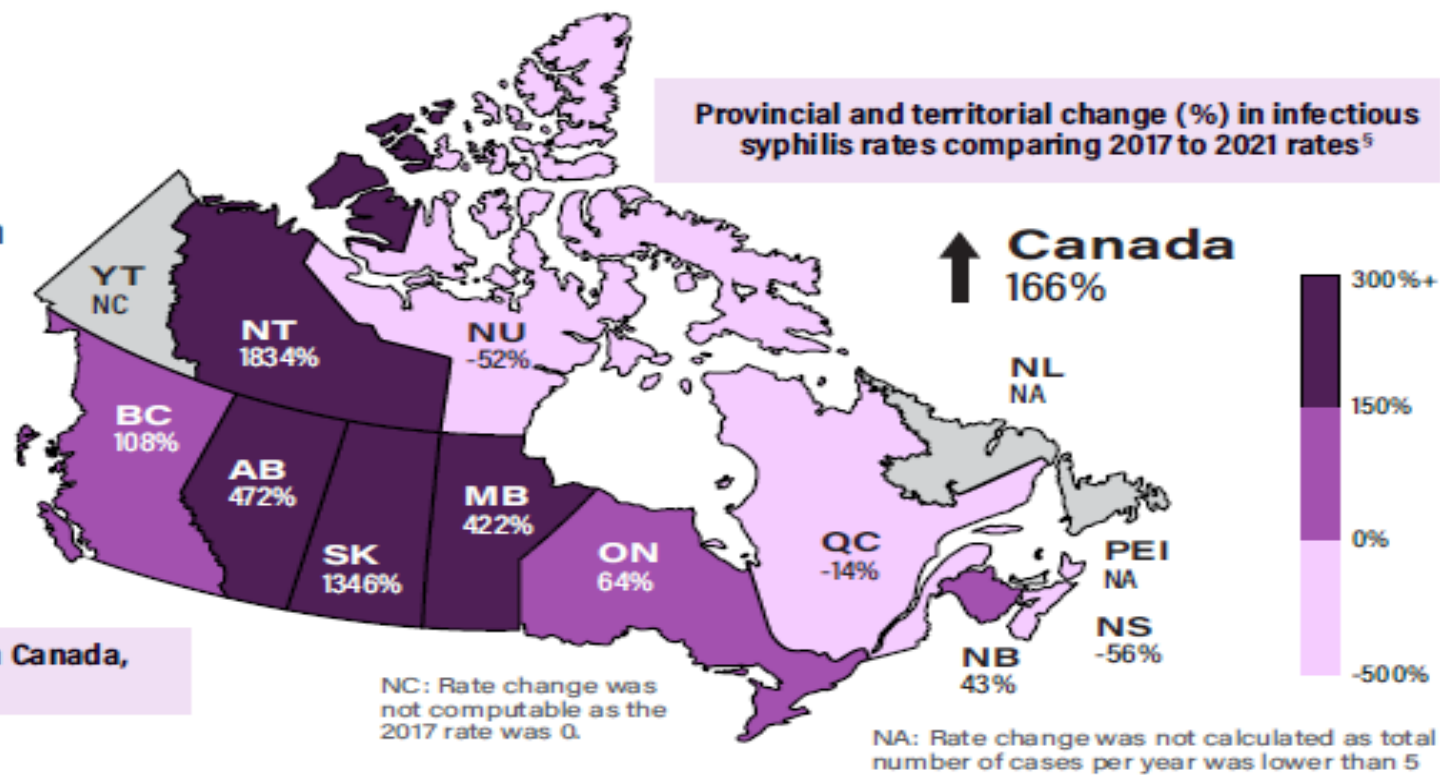 Provincial and territorial change (%) in infectious
syphilis rates comparing 2017 to 2021 rates§
Canada
166%
300%+
150%
0%
-500%
YT
NC
NT
1834%
NU
-52%
NL
NA
BC
108%
AB
472%
SK
1346%
MB
422%
ON
64%
QC
-14%
PEI
NA
NS
-56%
NB
43%
Canada,
NC: Rate change was
not computable as the
2017 rate was 0.
NA: Rate change was not calculated as total
number of cases per year was lower than 5